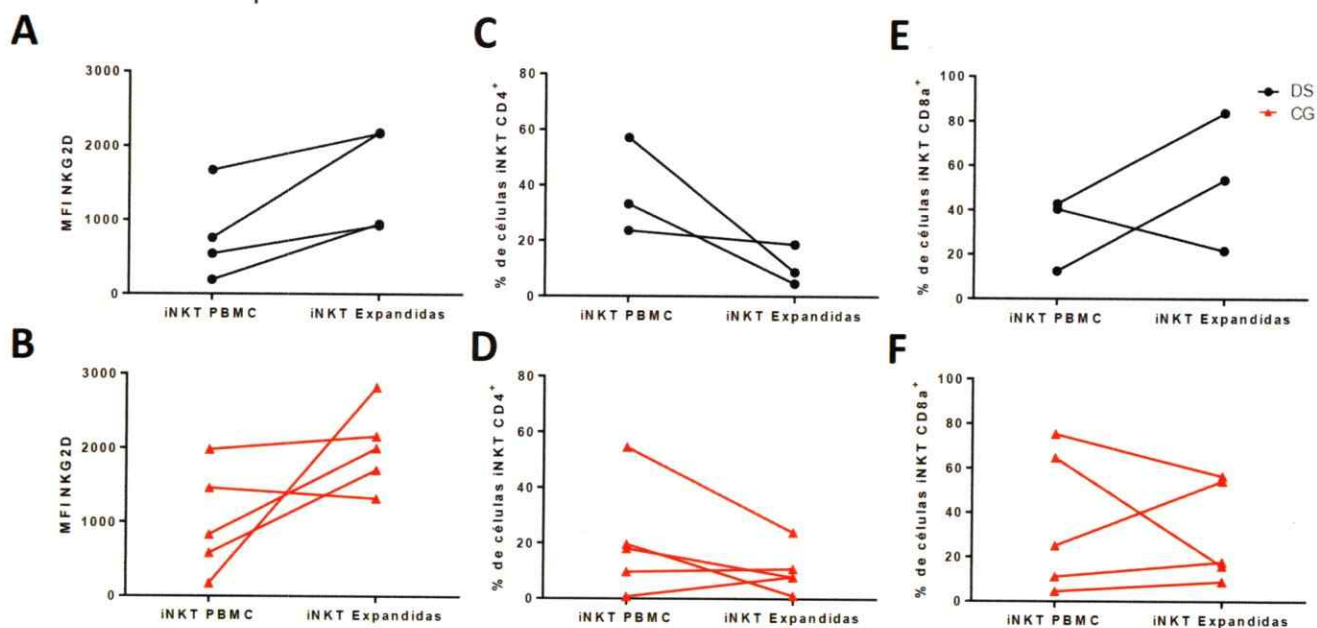 A
MFI NKG2D
3000
2000
1000
0
iNKT PBMC iNKT Expandidas
B
MFI NKG2D
3000
2000
1000
0
iNKT PBMC iNKT Expandidas
C
% de células iNKT CD4+
80
60
40
20
0
iNKT PBMC iNKT Expandidas
D
% de células iNKT CD4+
80
60
40
20
0
iNKT PBMC iNKT Expandidas
E
% de células iNKT CD8a+
100
80
60
40
20
0
iNKT PBMC iNKT Expandidas
DS
CG
F
% de células iNKT CD8a+
100
80
60
40
20
0
iNKT PBMC iNKT Expandidas